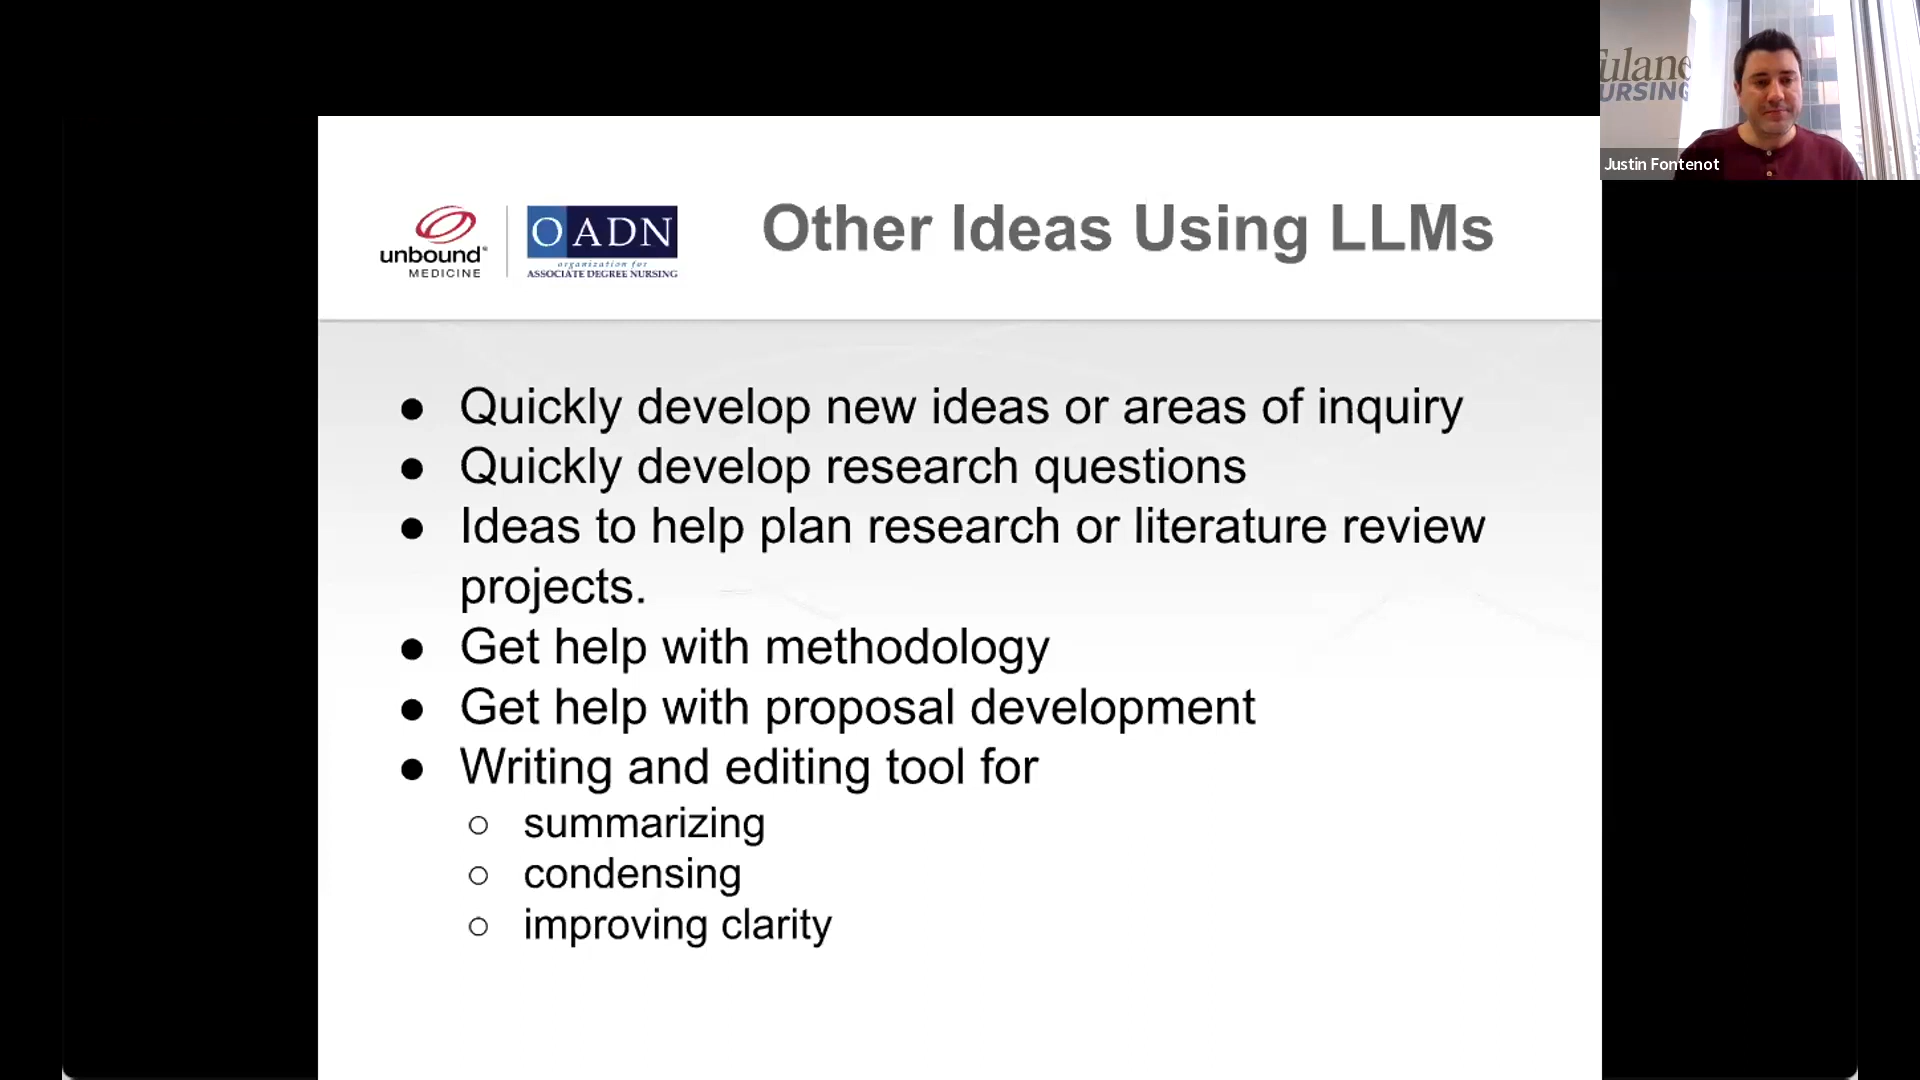 ulane
URSING
Justin Fontenot
unbound
MEDICINE
OADN
organization for
ASSOCIATE DEGREE NURSING
Other Ideas Using LLMs
● Quickly develop new ideas or areas of inquiry
● Quickly develop research questions
● Ideas to help plan research or literature review
projects.
● Get help with methodology
● Get help with proposal development
● Writing and editing tool for
○ summarizing
○ condensing
○ improving clarity